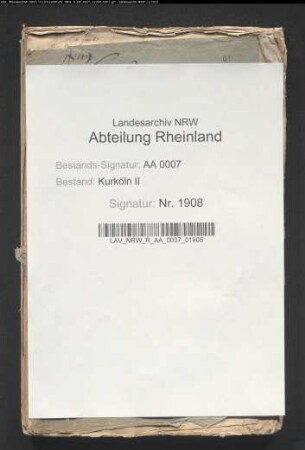 Landesarchiv NRW
Abteilung Rheinland
Bestands-Signatur: AA 0007
Bestand: Kurköln II
Signatur: Nr. 1908
LAV_NRW_R_AA_0007_01908